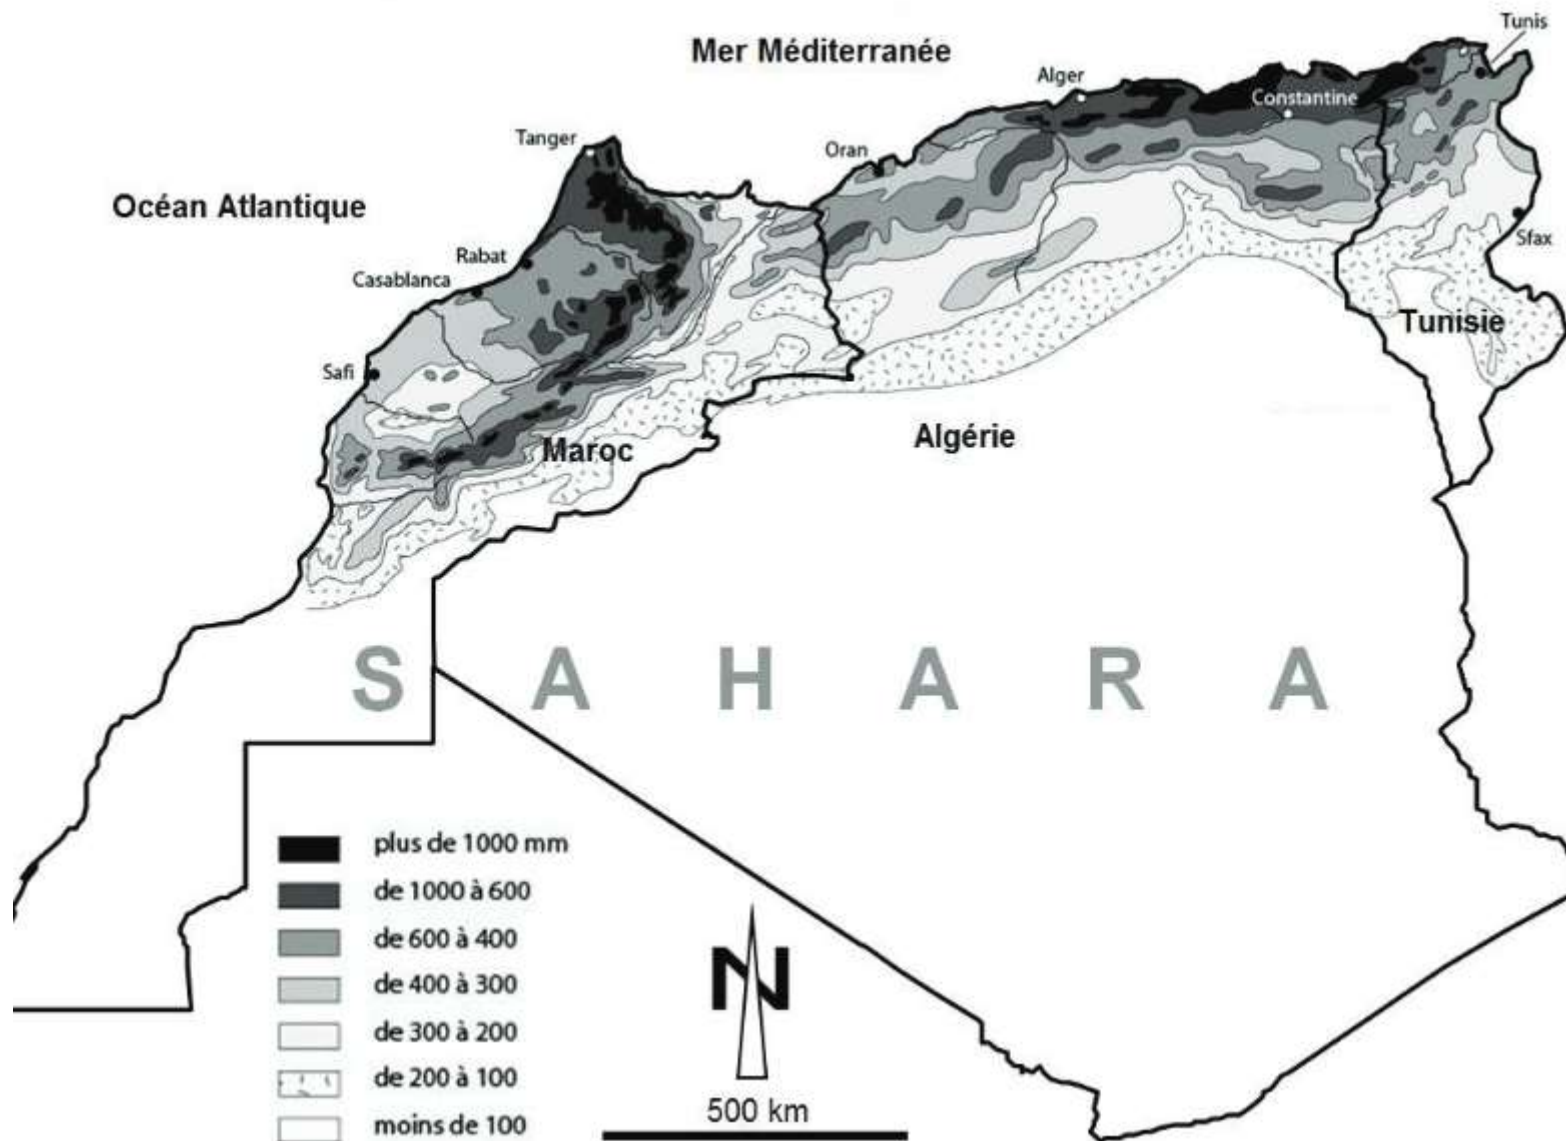 Tunis
Mer Méditerranée
Alger
Constantine
Tanger
Oran
Océan Atlantique
Rabat
Sfax
Casablanca
Tunisie
Safi
Algérie
Maroc
S A H A R A
plus de 1000 mm
de 1000 à 600
de 600 à 400
de 400 à 300
de 300 à 200
de 200 à 100
moins de 100
N
500 km